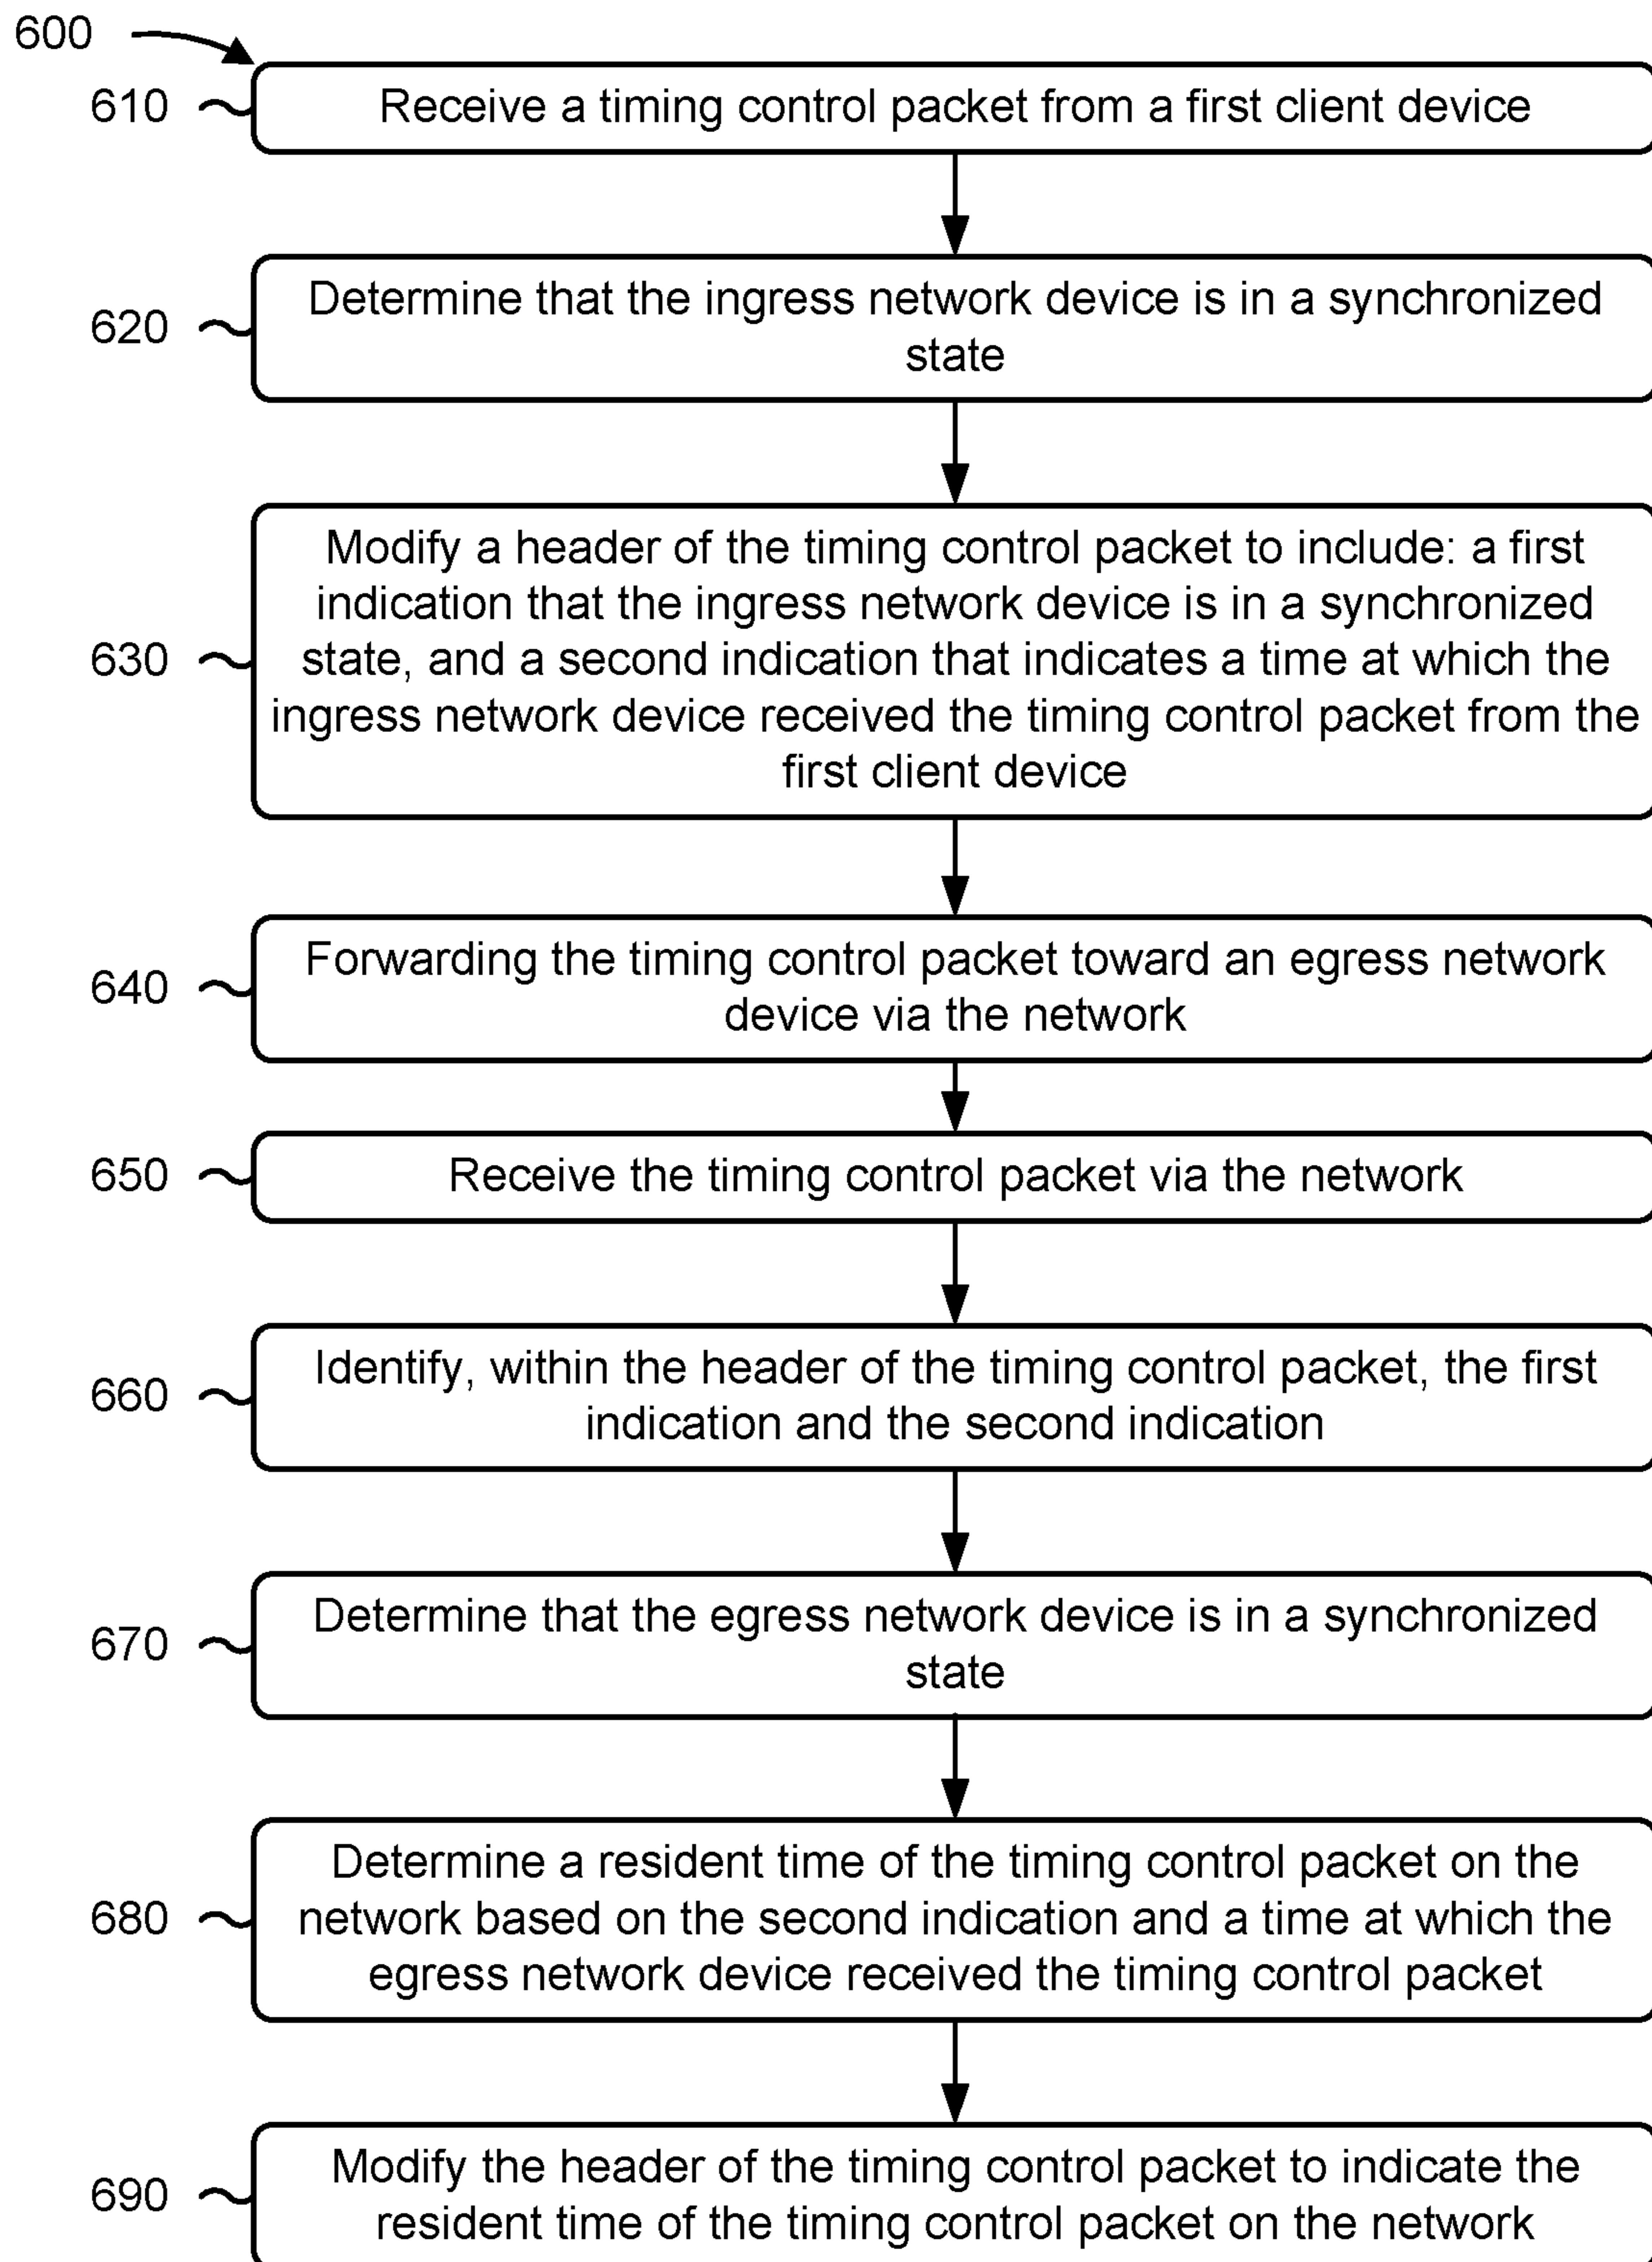 600
610
Receive a timing control packet from a first client device
620
Determine that the ingress network device is in a synchronized
state
630
Modify a header of the timing control packet to include: a first
indication that the ingress network device is in a synchronized
state, and a second indication that indicates a time at which the
ingress network device received the timing control packet from the
first client device
640
Forwarding the timing control packet toward an egress network
device via the network
650
Receive the timing control packet via the network
660
Identify, within the header of the timing control packet, the first
indication and the second indication
670
Determine that the egress network device is in a synchronized
state
680
Determine a resident time of the timing control packet on the
network based on the second indication and a time at which the
egress network device received the timing control packet
690
Modify the header of the timing control packet to indicate the
resident time of the timing control packet on the network